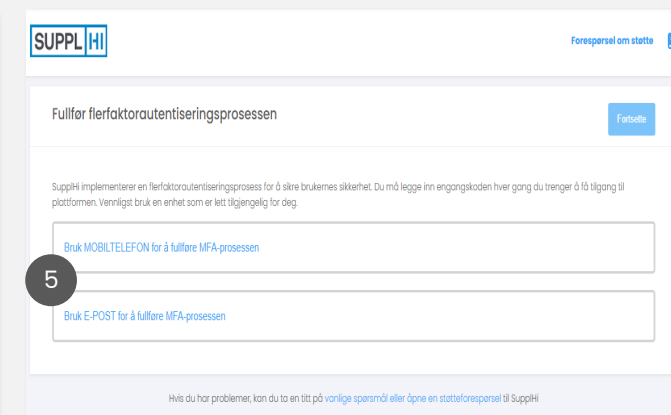 SUPPL HI
Forespørsel om støtte
Fullfør flerfaktorautentiseringsprosessen
Fortsette
SupplHi implementerer en flerfaktorautentiseringsprosess for å sikre brukernes sikkerhet. Du må legge inn engangskoden hver gang du trenger å få tilgang til
plattformen. Vennligst bruk en enhet som er lett tilgjengelig for deg.
Bruk MOBILTELEFON for å fullføre MFA-prosessen
5
Bruk E-POST for å fullføre MFA-prosessen
Hvis du har problemer, kan du ta en titt på vanlige spørsmål eller åpne en støtteforespørsel til SupplHi